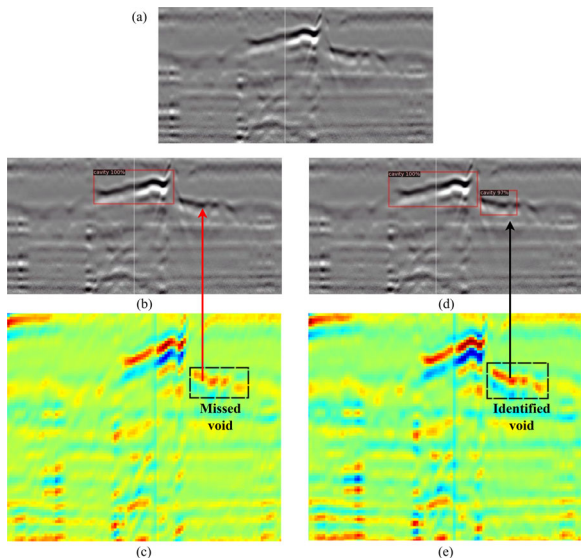 (a)
cavity 100%
cavity 100%
cavity 97%
(b)
(d)
Missed
void
Identified
void
(c)
(e)